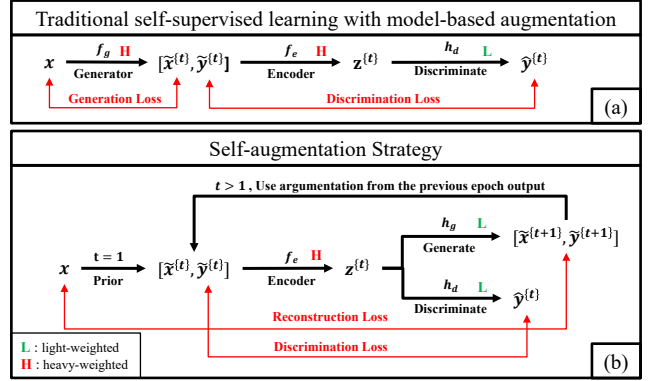 Traditional self-supervised learning with model-based augmentation
x f_g H [x̃^{t}, ỹ^{t}] f_e H z^{t} h_d L ŷ^{t}
Generator Encoder Discriminate
Generation Loss Discrimination Loss
(a)
Self-augmentation Strategy
t > 1 , Use argumentation from the previous epoch output
h_g L [x̃^{t+1}, ỹ^{t+1}]
Generate
x t = 1 [x̃^{t}, ỹ^{t}] f_e H z^{t}
Prior Encoder
h_d L ŷ^{t}
Discriminate
Reconstruction Loss
L : light-weighted
Discrimination Loss
H : heavy-weighted
(b)